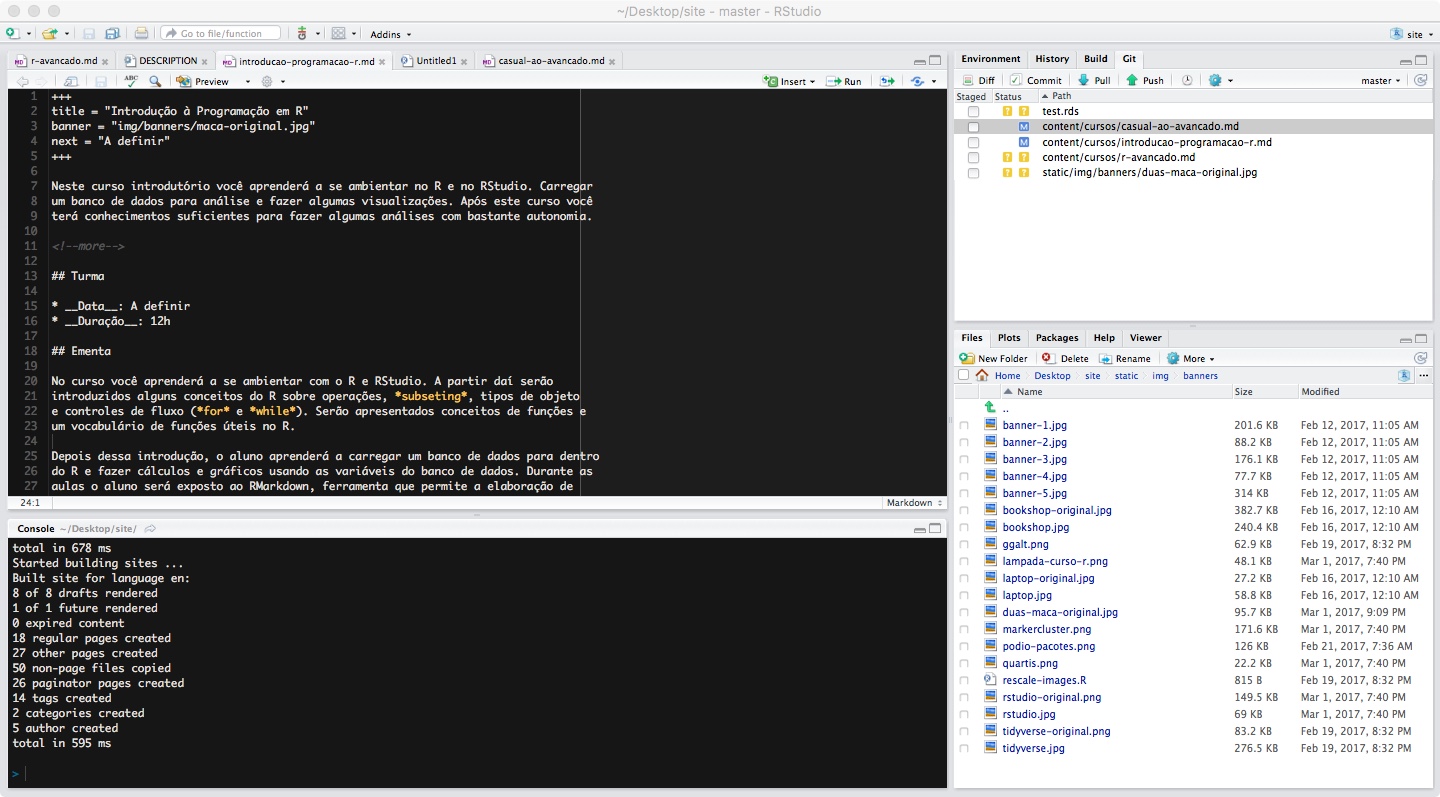 ~/Desktop/site - master - RStudio
Go to file/function
Addins
site
r-avancado.md
DESCRIPTION
introducao-programacao-r.md
Untitled1
casual-ao-avancado.md
ABC
Preview
Insert
Run
1 +++
2 title = "Introdução à Programação em R"
3 banner = "img/banners/maca-original.jpg"
4 next = "A definir"
5 +++
6
7 Neste curso introdutório você aprenderá a se ambientar no R e no RStudio. Carregar
8 um banco de dados para análise e fazer algumas visualizações. Após este curso você
9 terá conhecimentos suficientes para fazer algumas análises com bastante autonomia.
10
11 <!--more-->
12
13 ## Turma
14
15 * __Data__: A definir
16 * __Duração__: 12h
17
18 ## Ementa
19
20 No curso você aprenderá a se ambientar com o R e RStudio. A partir daí serão
21 introduzidos alguns conceitos do R sobre operações, *subseting*, tipos de objeto
22 e controles de fluxo (*for* e *while*). Serão apresentados conceitos de funções e
23 um vocabulário de funções úteis no R.
24
25 Depois dessa introdução, o aluno aprenderá a carregar um banco de dados para dentro
26 do R e fazer cálculos e gráficos usando as variáveis do banco de dados. Durante as
27 aulas o aluno será exposto ao RMarkdown, ferramenta que permite a elaboração de
24:1
Markdown
Console ~/Desktop/site/
total in 678 ms
Started building sites ...
Built site for language en:
8 of 8 drafts rendered
1 of 1 future rendered
0 expired content
18 regular pages created
27 other pages created
50 non-page files copied
26 paginator pages created
14 tags created
2 categories created
5 author created
total in 595 ms
>
Environment History Build Git
Diff Commit Pull Push master
Staged Status Path
? ? test.rds
M content/cursos/casual-ao-avancado.md
M content/cursos/introducao-programacao-r.md
? ? content/cursos/r-avancado.md
? ? static/img/banners/duas-maca-original.jpg
Files Plots Packages Help Viewer
New Folder Delete Rename More
Home Desktop site static img banners ...
Name Size Modified
..
banner-1.jpg 201.6 KB Feb 12, 2017, 11:05 AM
banner-2.jpg 88.2 KB Feb 12, 2017, 11:05 AM
banner-3.jpg 176.1 KB Feb 12, 2017, 11:05 AM
banner-4.jpg 77.7 KB Feb 12, 2017, 11:05 AM
banner-5.jpg 314 KB Feb 12, 2017, 11:05 AM
bookshop-original.jpg 382.7 KB Feb 16, 2017, 12:10 AM
bookshop.jpg 240.4 KB Feb 16, 2017, 12:10 AM
ggalt.png 62.9 KB Feb 19, 2017, 8:32 PM
lampada-curso-r.png 48.1 KB Mar 1, 2017, 7:40 PM
laptop-original.jpg 27.2 KB Feb 16, 2017, 12:10 AM
laptop.jpg 58.8 KB Feb 16, 2017, 12:10 AM
duas-maca-original.jpg 95.7 KB Mar 1, 2017, 9:09 PM
markercluster.png 171.6 KB Mar 1, 2017, 7:40 PM
podio-pacotes.png 126 KB Feb 21, 2017, 7:36 AM
quartis.png 22.2 KB Mar 1, 2017, 7:40 PM
rescale-images.R 815 B Feb 19, 2017, 8:32 PM
rstudio-original.png 149.5 KB Mar 1, 2017, 7:40 PM
rstudio.jpg 69 KB Mar 1, 2017, 7:40 PM
tidyverse-original.png 83.2 KB Feb 19, 2017, 8:32 PM
tidyverse.jpg 276.5 KB Feb 19, 2017, 8:32 PM